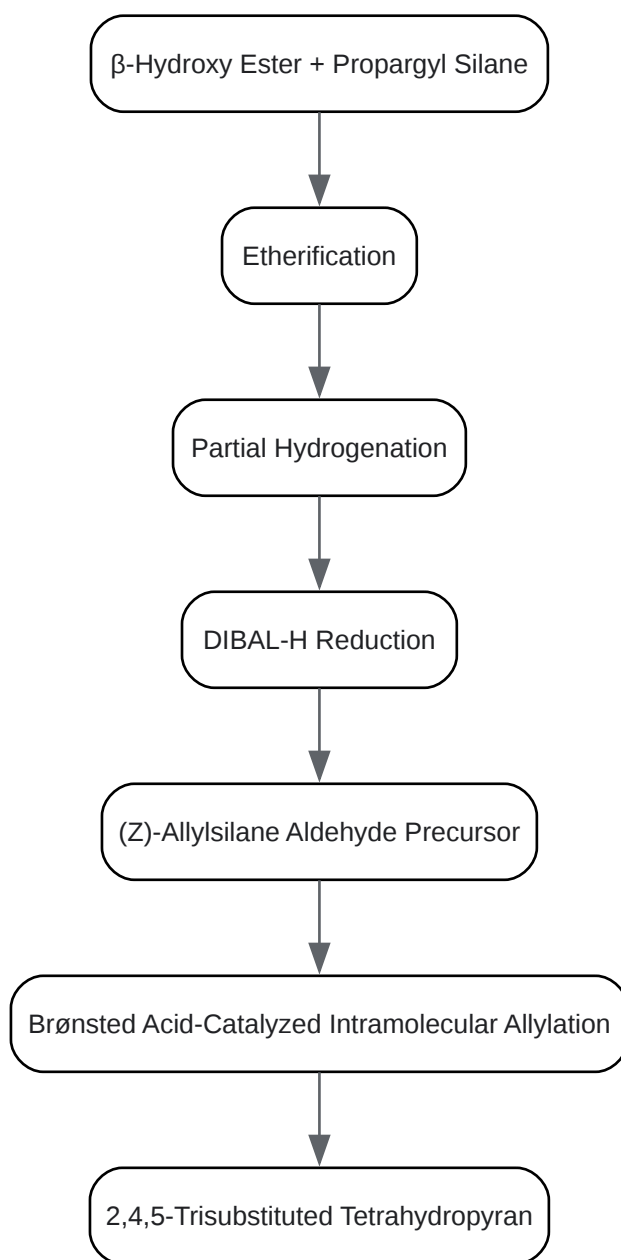 β-Hydroxy Ester + Propargyl Silane
Etherification
Partial Hydrogenation
DIBAL-H Reduction
(Z)-Allylsilane Aldehyde Precursor
Brønsted Acid-Catalyzed Intramolecular Allylation
2,4,5-Trisubstituted Tetrahydropyran